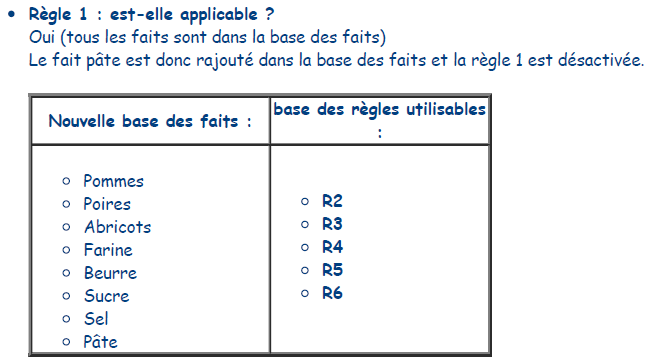 Règle 1 : est-elle applicable ?
Oui (tous les faits sont dans la base des faits)
Le fait pâte est donc rajouté dans la base des faits et la règle 1 est désactivée.
Nouvelle base des faits :
base des règles utilisables
:
Pommes
Poires
Abricots
Farine
Beurre
Sucre
Sel
Pâte
R2
R3
R4
R5
R6